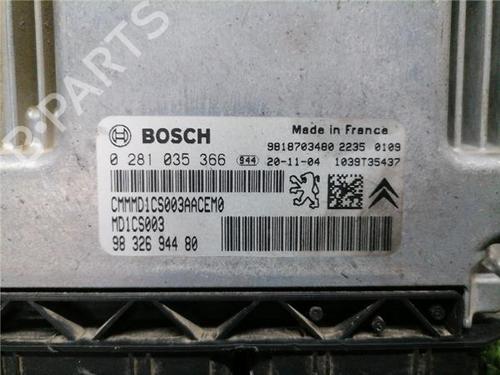 B-PARTS
BOSCH
Made in France
9818703480 2235 0109
0 281 035 366 S44 20-11-04 1039T35437
CMMMD1CS003AACEM0
MD1CS003
98 326 944 80